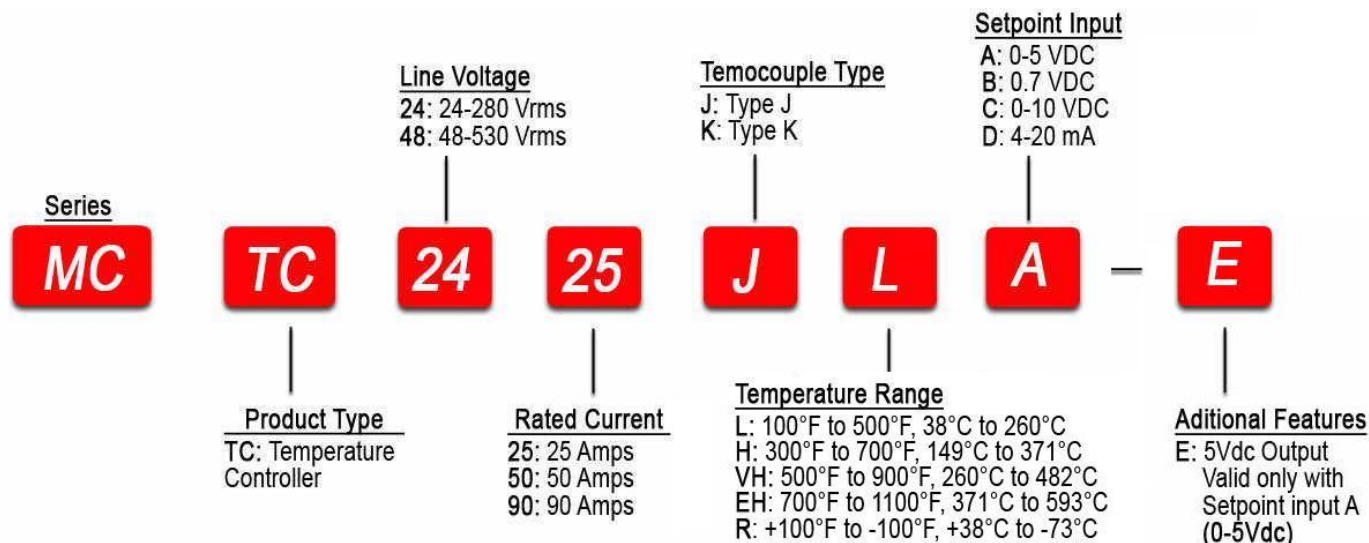 Setpoint Input
A: 0-5 VDC
B: 0.7 VDC
C: 0-10 VDC
D: 4-20 mA
Line Voltage
24: 24-280 Vrms
48: 48-530 Vrms
Temocouple Type
J: Type J
K: Type K
Series
MC TC 24 25 J L A – E
Product Type
TC: Temperature
Controller
Rated Current
25: 25 Amps
50: 50 Amps
90: 90 Amps
Temperature Range
L: 100°F to 500°F, 38°C to 260°C
H: 300°F to 700°F, 149°C to 371°C
VH: 500°F to 900°F, 260°C to 482°C
EH: 700°F to 1100°F, 371°C to 593°C
R: +100°F to -100°F, +38°C to -73°C
Aditional Features
E: 5Vdc Output
Valid only with
Setpoint input A
(0-5Vdc)